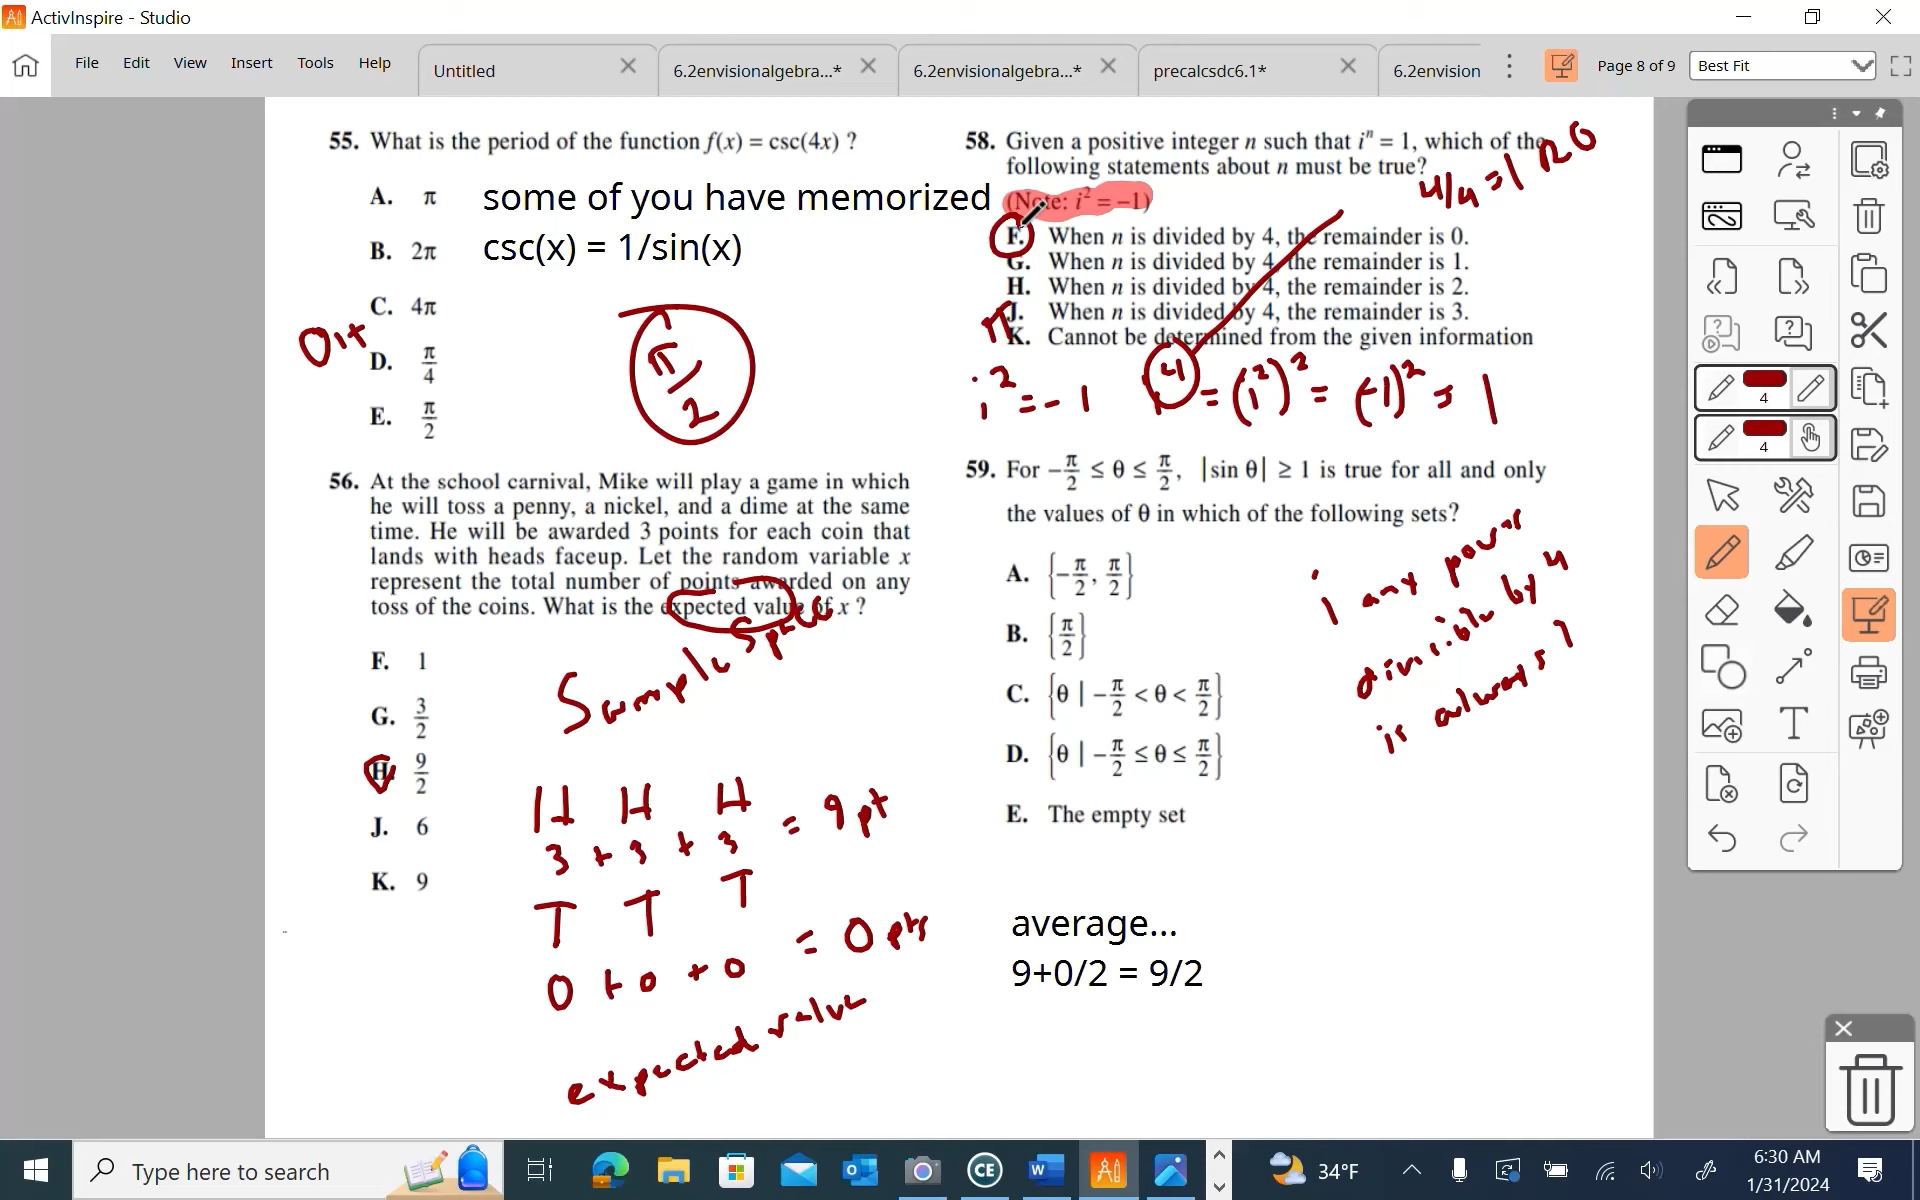 ActivInspire - Studio
File Edit View Insert Tools Help
Untitled
6.2envisionalgebra...*
6.2envisionalgebra...*
precalcsdc6.1*
6.2envision
Page 8 of 9
Best Fit
55. What is the period of the function f(x) = csc(4x) ?
A. π
B. 2π
C. 4π
D. π/4
E. π/2
some of you have memorized
csc(x) = 1/sin(x)
π/2
56. At the school carnival, Mike will play a game in which
he will toss a penny, a nickel, and a dime at the same
time. He will be awarded 3 points for each coin that
lands with heads faceup. Let the random variable x
represent the total number of points awarded on any
toss of the coins. What is the expected value of x ?
F. 1
G. 3/2
H. 9/2
J. 6
K. 9
Sample space
H H H
3 + 3 + 3 = 9 pt
T T T
0 + 0 + 0 = 0 pts
expected value
58. Given a positive integer n such that iⁿ = 1, which of the
following statements about n must be true?
(Note: i² = –1)
4/4 = 1 R 0
F. When n is divided by 4, the remainder is 0.
G. When n is divided by 4, the remainder is 1.
H. When n is divided by 4, the remainder is 2.
J. When n is divided by 4, the remainder is 3.
K. Cannot be determined from the given information
i² = -1 i⁴ = (i²)² = (-1)² = 1
59. For –π/2 ≤ θ ≤ π/2, |sin θ| ≥ 1 is true for all and only
the values of θ in which of the following sets?
A. {–π/2, π/2}
B. {π/2}
C. {θ | –π/2 < θ < π/2}
D. {θ | –π/2 ≤ θ ≤ π/2}
E. The empty set
i any power
divisible by 4
is always 1
average...
9+0/2 = 9/2
4
4
Type here to search
34°F
6:30 AM
1/31/2024